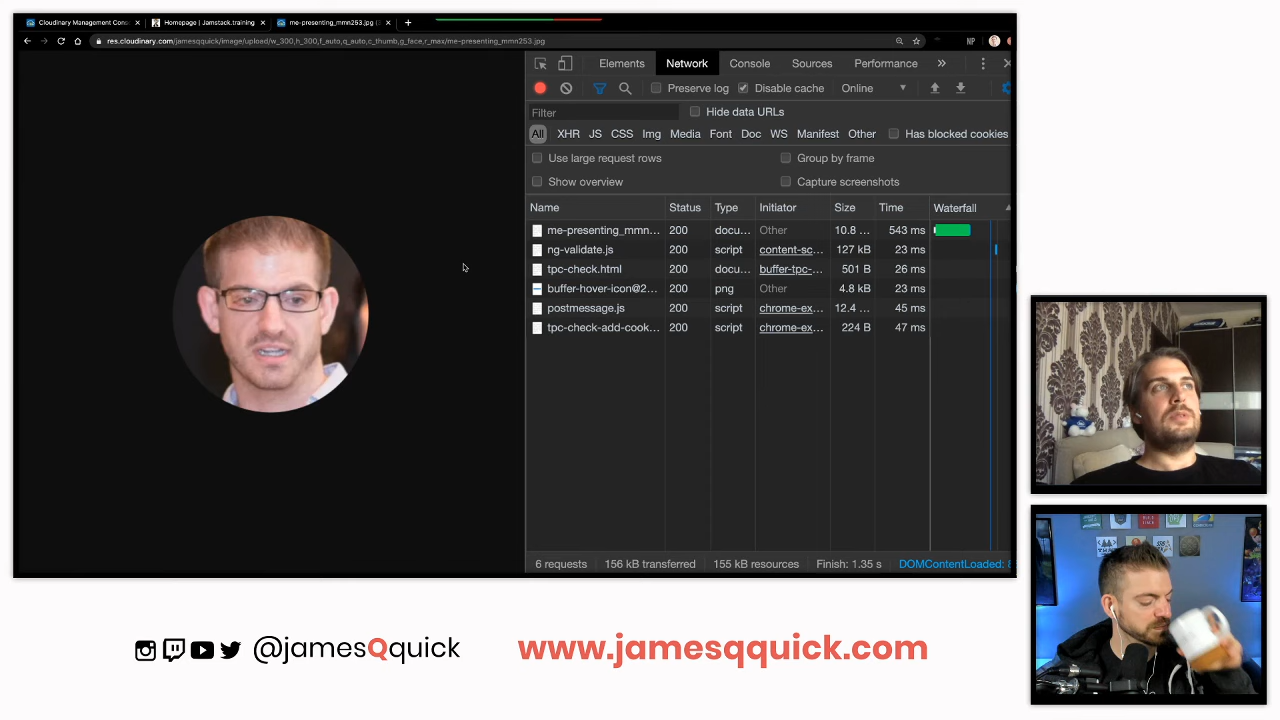 Cloudinary Management Cons
Homepage | Jamstack.training
me-presenting_mmn253.jpg (3
res.cloudinary.com/jamesqquick/image/upload/w_300,h_300,f_auto,q_auto,c_thumb,g_face,r_max/me-presenting_mmn253.jpg
NP
Elements Network Console Sources Performance »
Preserve log Disable cache Online
Filter Hide data URLs
All XHR JS CSS Img Media Font Doc WS Manifest Other Has blocked cookies
Use large request rows Group by frame
Show overview Capture screenshots
Name Status Type Initiator Size Time Waterfall
me-presenting_mmn... 200 docu... Other 10.8 ... 543 ms
ng-validate.js 200 script content-sc... 127 kB 23 ms
tpc-check.html 200 docu... buffer-tpc-... 501 B 26 ms
buffer-hover-icon@2... 200 png Other 4.8 kB 23 ms
postmessage.js 200 script chrome-ex... 12.4 ... 45 ms
tpc-check-add-cook... 200 script chrome-ex... 224 B 47 ms
6 requests 156 kB transferred 155 kB resources Finish: 1.35 s DOMContentLoaded:
@jamesQquick www.jamesqquick.com